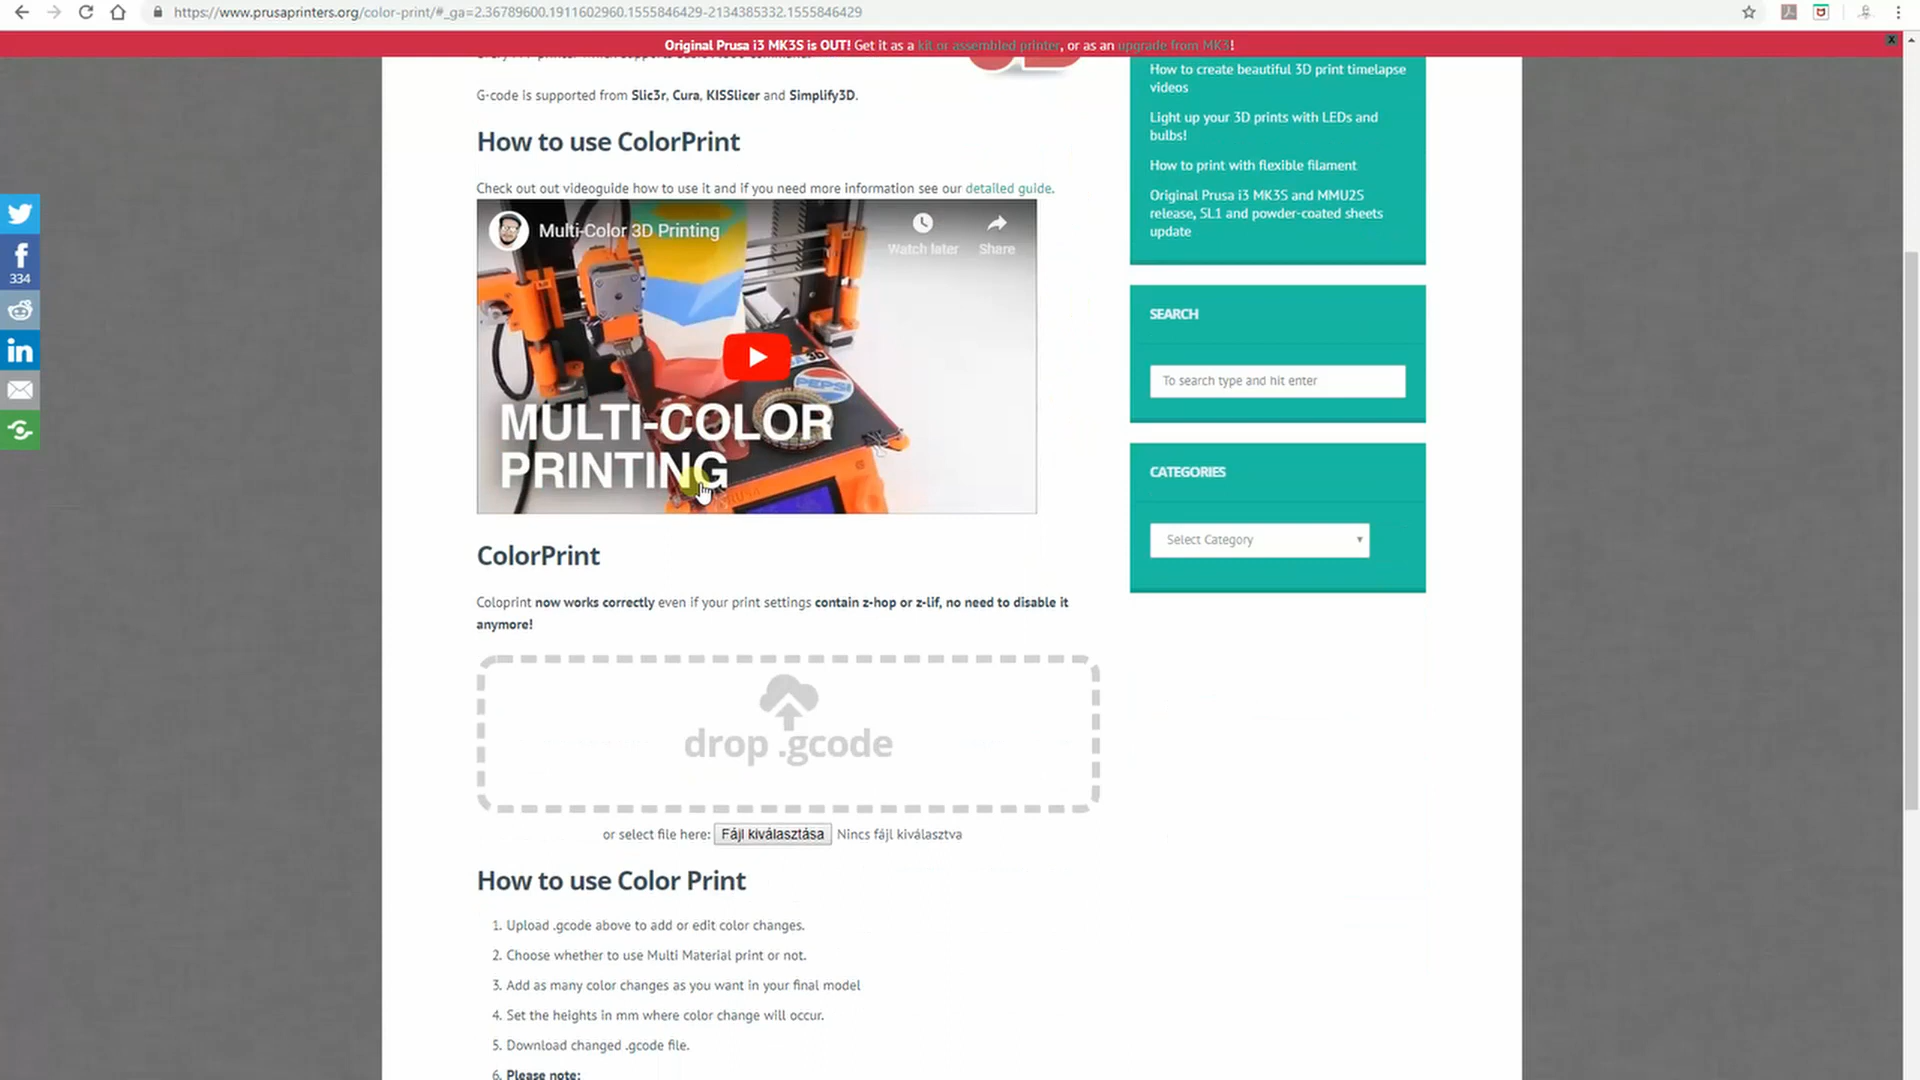 https://www.prusaprinters.org/color-print/#_ga=2.36789600.1911602960.1555846429-2134385332.1555846429
Original Prusa i3 MK3S is OUT! Get it as a kit or assembled printer, or as an upgrade from MK3!
G-code is supported from Slic3r, Cura, KISSlicer and Simplify3D.
How to use ColorPrint
Check out out videoguide how to use it and if you need more information see our detailed guide.
Multi-Color 3D Printing
Watch later
Share
PEPSI
MULTI-COLOR
PRINTING
ColorPrint
Coloprint now works correctly even if your print settings contain z-hop or z-lif, no need to disable it
anymore!
drop .gcode
or select file here: Fájl kiválasztása Nincs fájl kiválasztva
How to use Color Print
1. Upload .gcode above to add or edit color changes.
2. Choose whether to use Multi Material print or not.
3. Add as many color changes as you want in your final model
4. Set the heights in mm where color change will occur.
5. Download changed .gcode file.
6. Please note:
How to create beautiful 3D print timelapse
videos
Light up your 3D prints with LEDs and
bulbs!
How to print with flexible filament
Original Prusa i3 MK3S and MMU2S
release, SL1 and powder-coated sheets
update
SEARCH
To search type and hit enter
CATEGORIES
Select Category
334